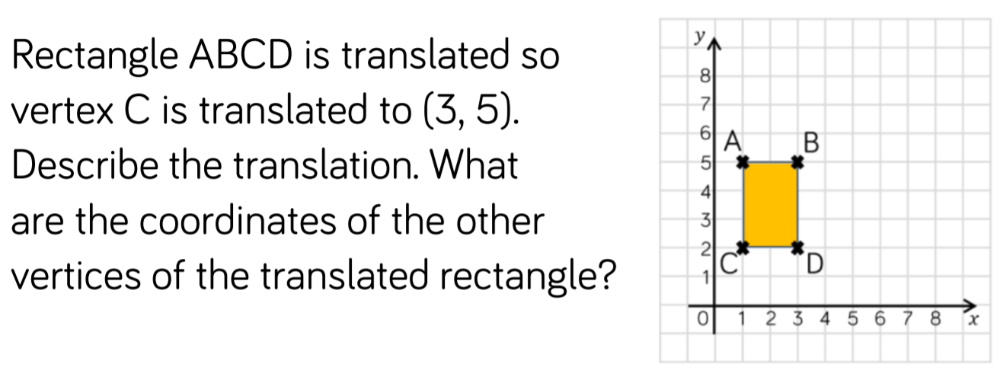 Rectangle ABCD is translated so
vertex C is translated to (3, 5).
Describe the translation. What
are the coordinates of the other
vertices of the translated rectangle?
y
8
7
6 A B
5
4
3
2
C D
1
0 1 2 3 4 5 6 7 8 x